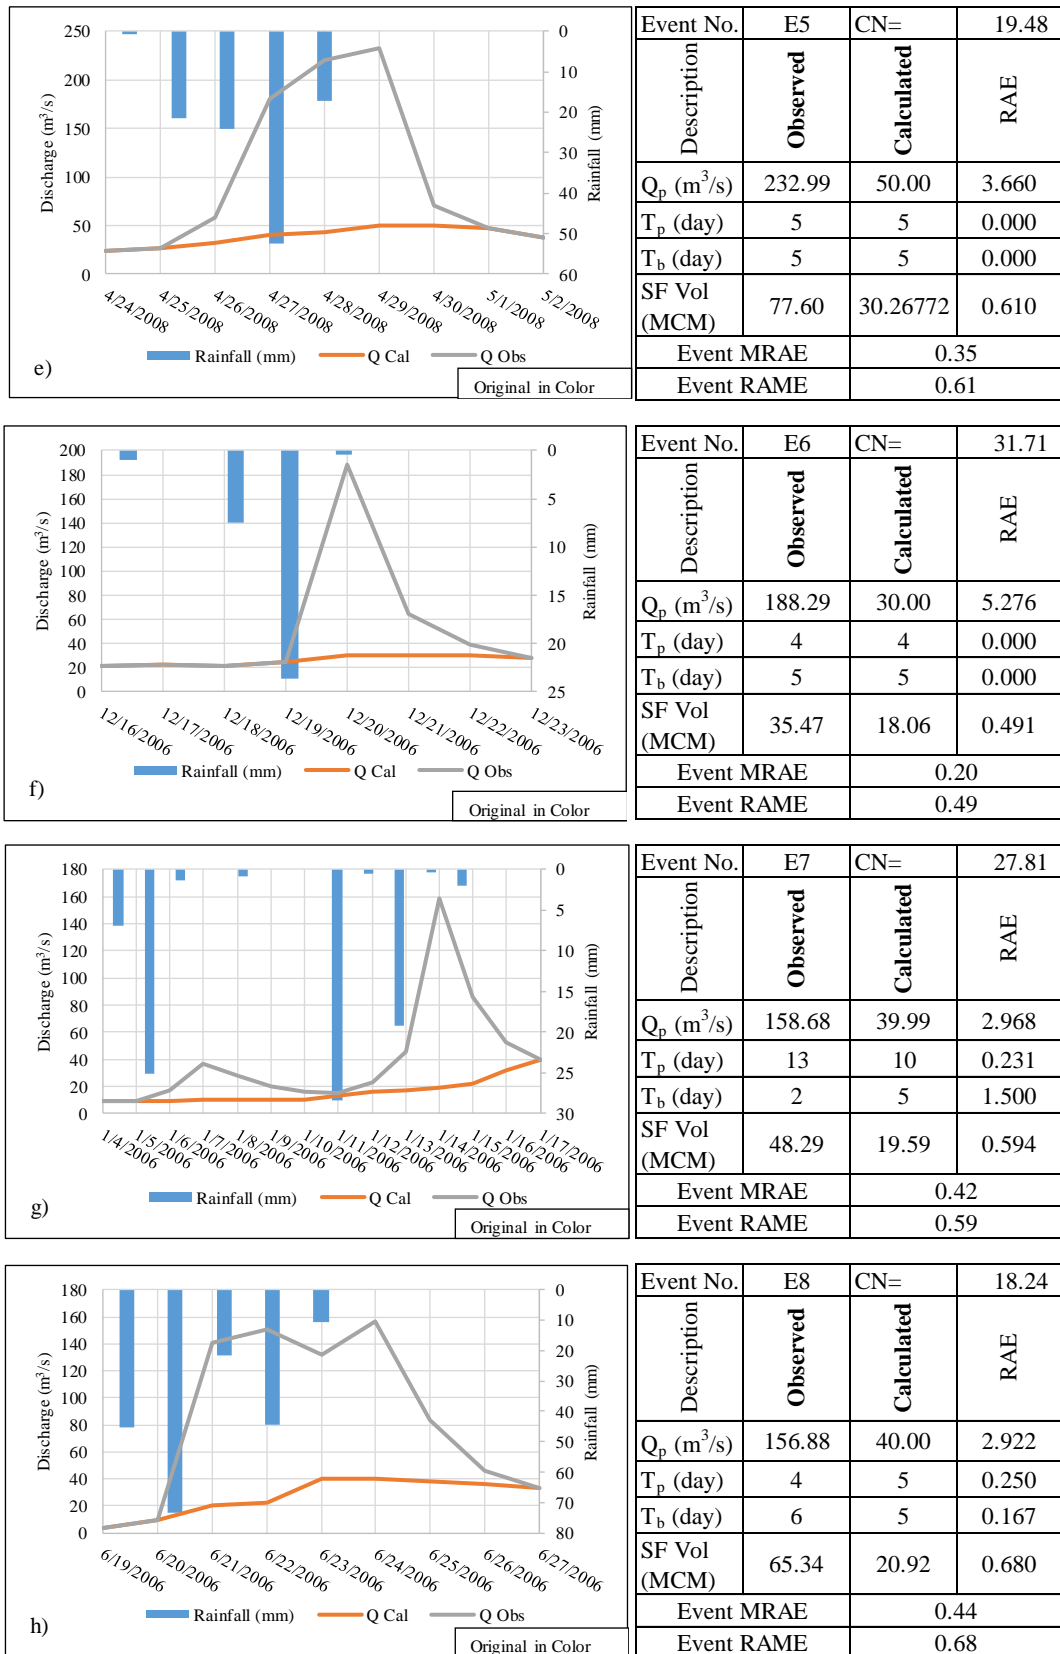 250
200
150
100
50
0
Discharge (m³/s)
0
10
20
30
40
50
60
Rainfall (mm)
4/24/2008
4/25/2008
4/26/2008
4/27/2008
4/28/2008
4/29/2008
4/30/2008
5/1/2008
5/2/2008
Rainfall (mm) Q Cal Q Obs
e)
Original in Color
Event No. E5 CN= 19.48
Description Observed Calculated RAE
Qp (m³/s) 232.99 50.00 3.660
Tp (day) 5 5 0.000
Tb (day) 5 5 0.000
SF Vol
(MCM) 77.60 30.26772 0.610
Event MRAE 0.35
Event RAME 0.61
200
180
160
140
120
100
80
60
40
20
0
Discharge (m³/s)
0
5
10
15
20
25
Rainfall (mm)
12/16/2006
12/17/2006
12/18/2006
12/19/2006
12/20/2006
12/21/2006
12/22/2006
12/23/2006
Rainfall (mm) Q Cal Q Obs
f)
Original in Color
Event No. E6 CN= 31.71
Description Observed Calculated RAE
Qp (m³/s) 188.29 30.00 5.276
Tp (day) 4 4 0.000
Tb (day) 5 5 0.000
SF Vol
(MCM) 35.47 18.06 0.491
Event MRAE 0.20
Event RAME 0.49
180
160
140
120
100
80
60
40
20
0
Discharge (m³/s)
0
5
10
15
20
25
30
Rainfall (mm)
1/4/2006
1/5/2006
1/6/2006
1/7/2006
1/8/2006
1/9/2006
1/10/2006
1/11/2006
1/12/2006
1/13/2006
1/14/2006
1/15/2006
1/16/2006
1/17/2006
Rainfall (mm) Q Cal Q Obs
g)
Original in Color
Event No. E7 CN= 27.81
Description Observed Calculated RAE
Qp (m³/s) 158.68 39.99 2.968
Tp (day) 13 10 0.231
Tb (day) 2 5 1.500
SF Vol
(MCM) 48.29 19.59 0.594
Event MRAE 0.42
Event RAME 0.59
180
160
140
120
100
80
60
40
20
0
Discharge (m³/s)
0
10
20
30
40
50
60
70
80
Rainfall (mm)
6/19/2006
6/20/2006
6/21/2006
6/22/2006
6/23/2006
6/24/2006
6/25/2006
6/26/2006
6/27/2006
Rainfall (mm) Q Cal Q Obs
h)
Original in Color
Event No. E8 CN= 18.24
Description Observed Calculated RAE
Qp (m³/s) 156.88 40.00 2.922
Tp (day) 4 5 0.250
Tb (day) 6 5 0.167
SF Vol
(MCM) 65.34 20.92 0.680
Event MRAE 0.44
Event RAME 0.68